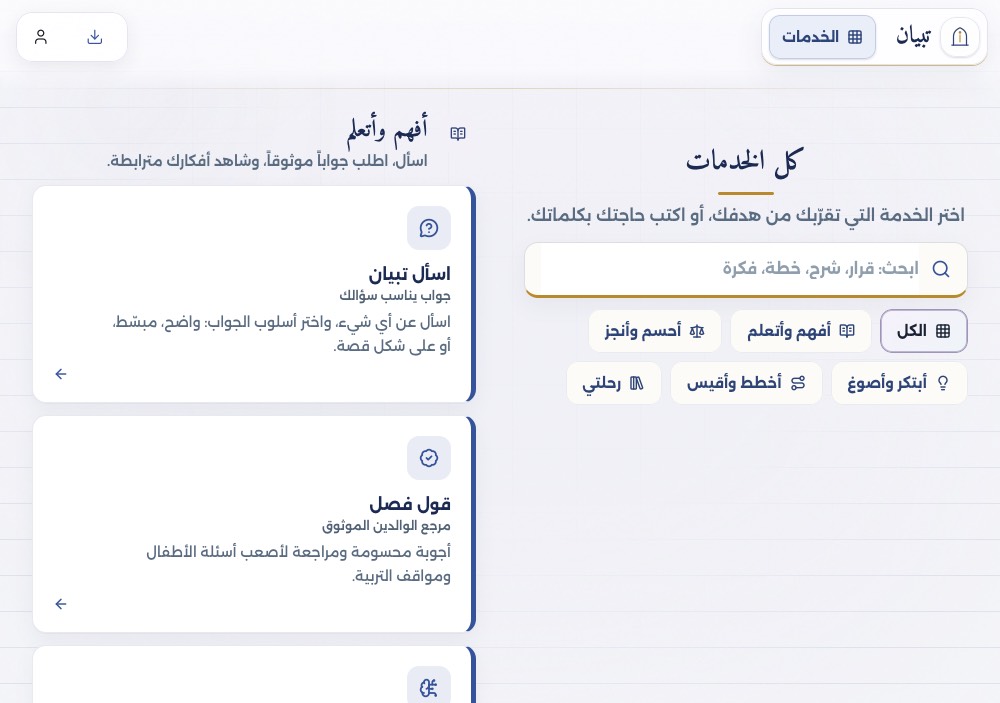 تبيان
الخدمات
كل الخدمات
اختر الخدمة التي تقرّبك من هدفك، أو اكتب حاجتك بكلماتك.
ابحث: قرار، شرح، خطة، فكرة
الكل
أفهم وأتعلم
أحسم وأنجز
أبتكر وأصوغ
أخطط وأقيس
رحلتي
أفهم وأتعلم
اسأل، اطلب جواباً موثوقاً، وشاهد أفكارك مترابطة.
اسأل تبيان
جواب يناسب سؤالك
اسأل عن أي شيء، واختر أسلوب الجواب: واضح، مبسّط،
أو على شكل قصة.
قول فصل
مرجع الوالدين الموثوق
أجوبة محسومة ومراجعة لأصعب أسئلة الأطفال
ومواقف التربية.